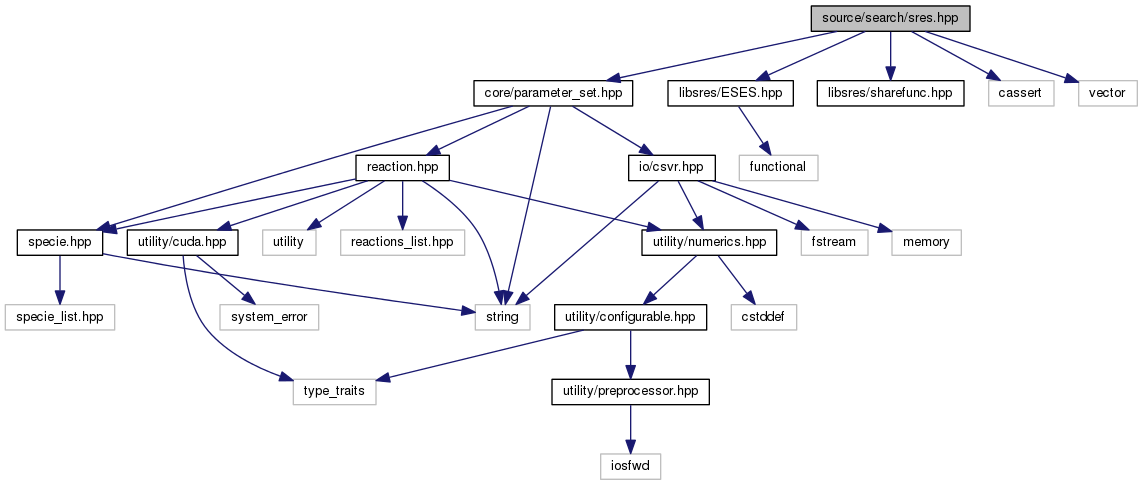 source/search/sres.hpp
core/parameter_set.hpp
libsres/ESES.hpp
libsres/sharefunc.hpp
cassert
vector
reaction.hpp
io/csvr.hpp
functional
specie.hpp
utility/cuda.hpp
utility
reactions_list.hpp
utility/numerics.hpp
fstream
memory
specie_list.hpp
system_error
string
utility/configurable.hpp
cstddef
type_traits
utility/preprocessor.hpp
iosfwd